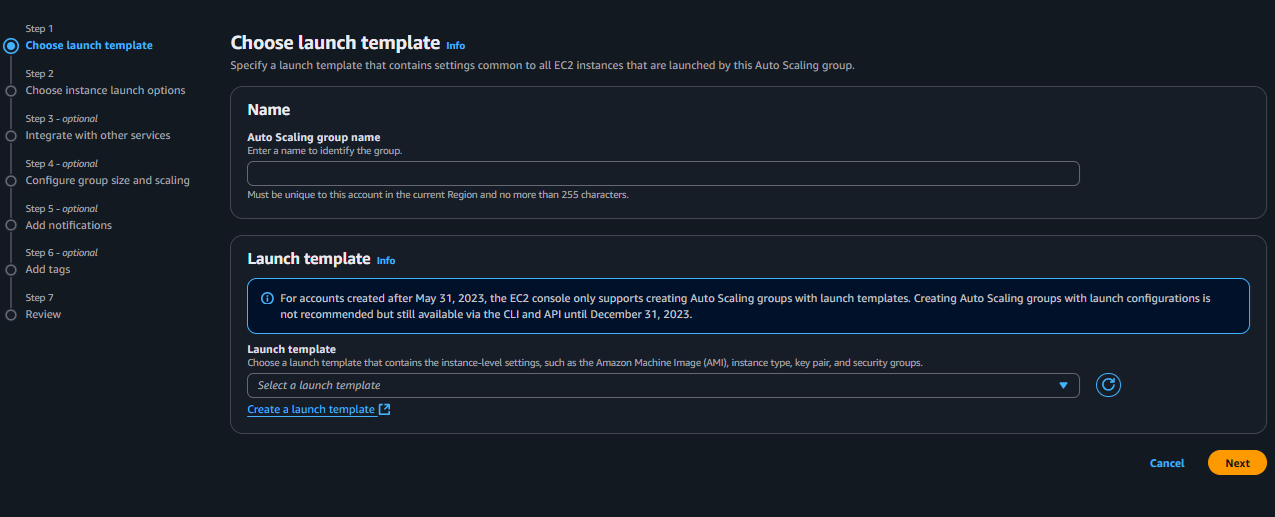 Step 1
Choose launch template
Step 2
Choose instance launch options
Step 3 - optional
Integrate with other services
Step 4 - optional
Configure group size and scaling
Step 5 - optional
Add notifications
Step 6 - optional
Add tags
Step 7
Review
Choose launch template Info
Specify a launch template that contains settings common to all EC2 instances that are launched by this Auto Scaling group.
Name
Auto Scaling group name
Enter a name to identify the group.
Must be unique to this account in the current Region and no more than 255 characters.
Launch template Info
For accounts created after May 31, 2023, the EC2 console only supports creating Auto Scaling groups with launch templates. Creating Auto Scaling groups with launch configurations is
not recommended but still available via the CLI and API until December 31, 2023.
Launch template
Choose a launch template that contains the instance-level settings, such as the Amazon Machine Image (AMI), instance type, key pair, and security groups.
Select a launch template
Create a launch template
Cancel
Next